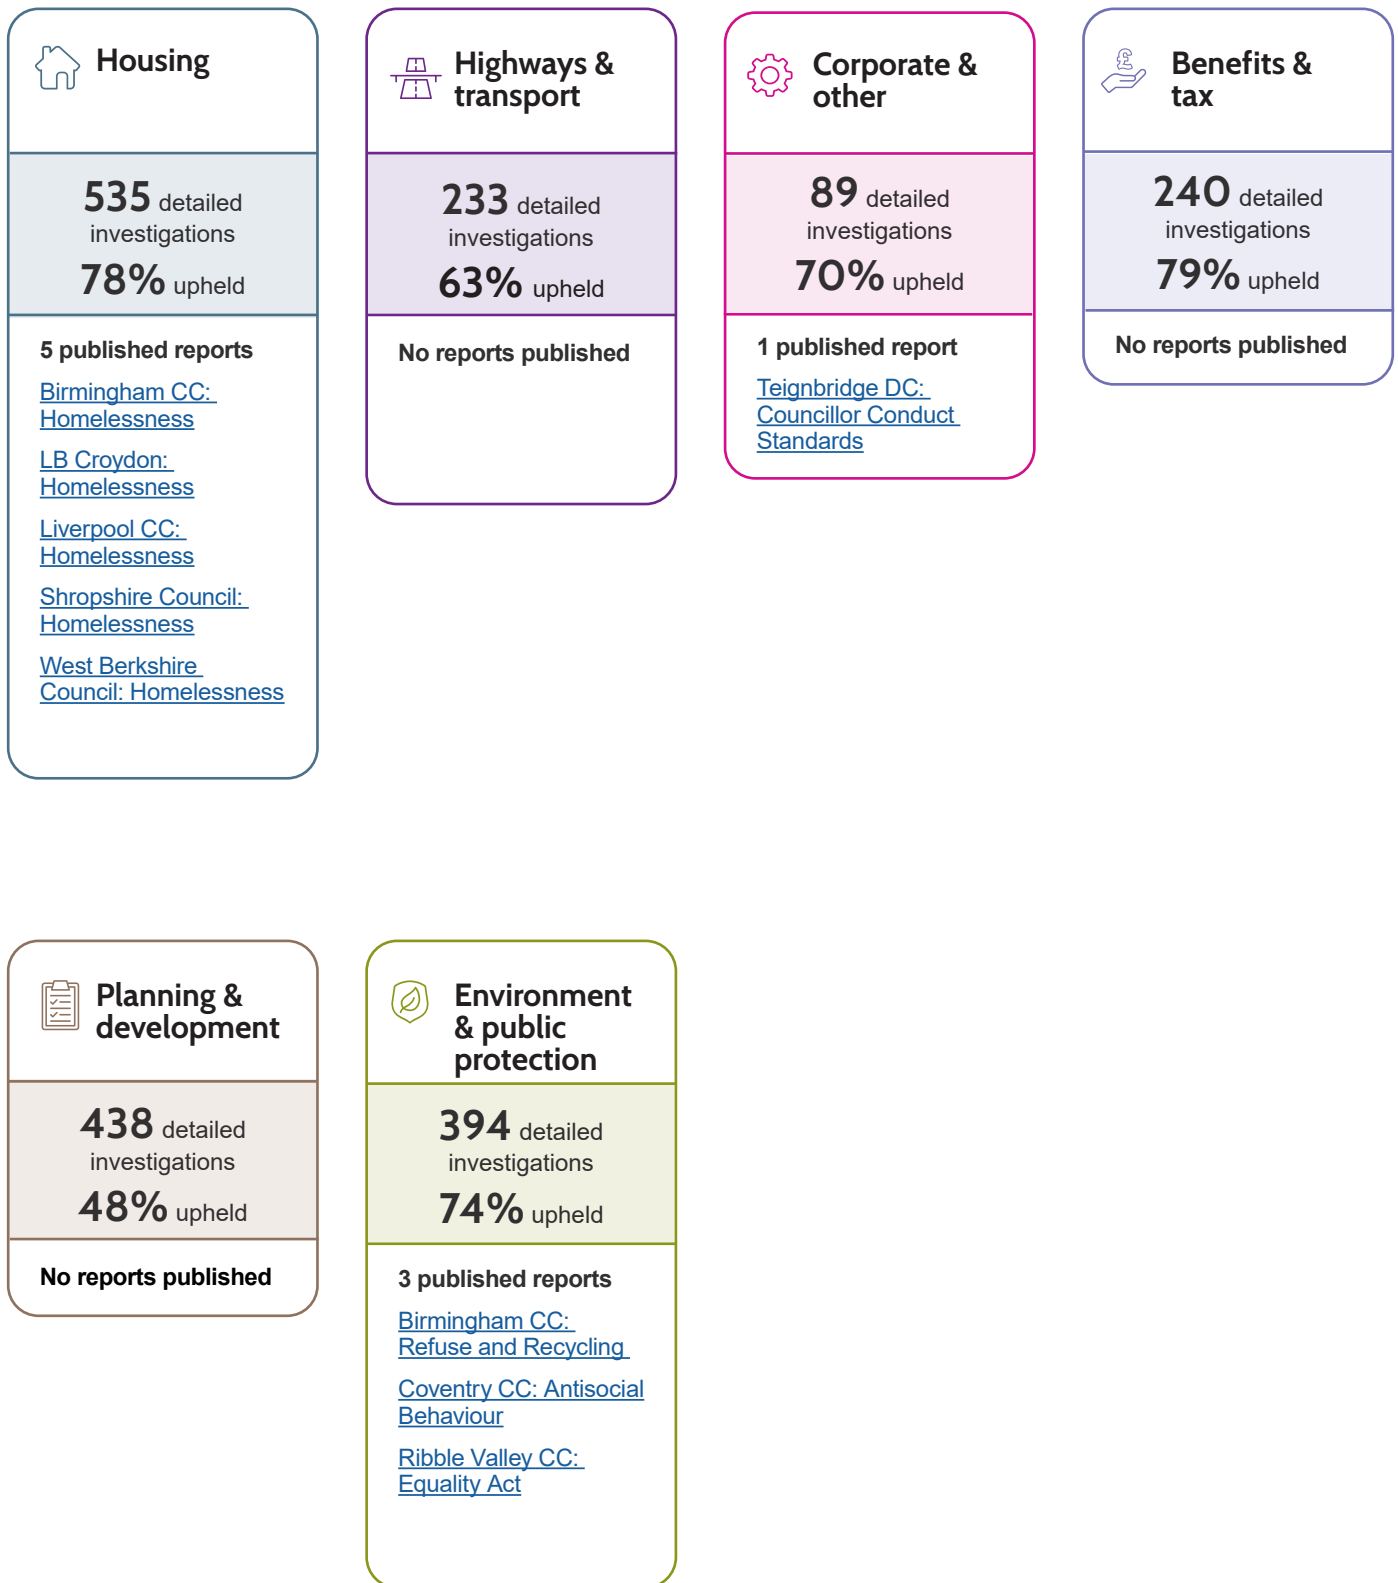 Housing
535 detailed
investigations
78% upheld
5 published reports
Birmingham CC:
Homelessness
LB Croydon:
Homelessness
Liverpool CC:
Homelessness
Shropshire Council:
Homelessness
West Berkshire
Council: Homelessness
Highways &
transport
233 detailed
investigations
63% upheld
No reports published
Corporate &
other
89 detailed
investigations
70% upheld
1 published report
Teignbridge DC:
Councillor Conduct
Standards
£
Benefits &
tax
240 detailed
investigations
79% upheld
No reports published
Planning &
development
438 detailed
investigations
48% upheld
No reports published
Environment
& public
protection
394 detailed
investigations
74% upheld
3 published reports
Birmingham CC:
Refuse and Recycling
Coventry CC: Antisocial
Behaviour
Ribble Valley CC:
Equality Act